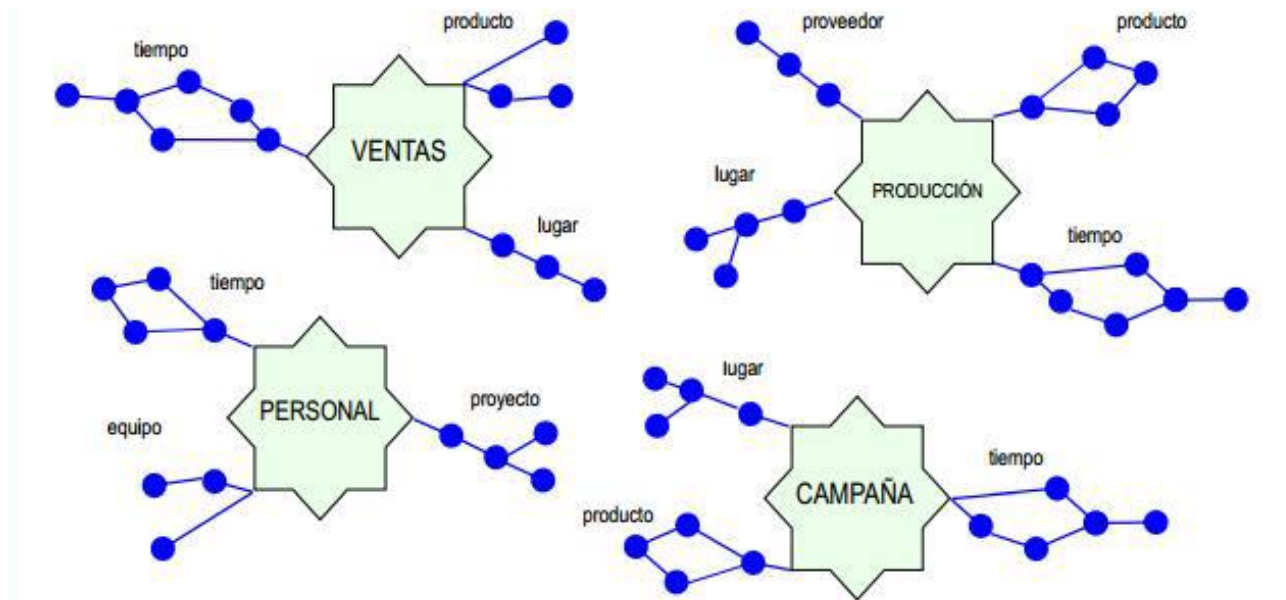 producto
tiempo
VENTAS
lugar
proveedor
producto
lugar
PRODUCCIÓN
tiempo
tiempo
equipo
PERSONAL
proyecto
lugar
tiempo
CAMPAÑA
producto